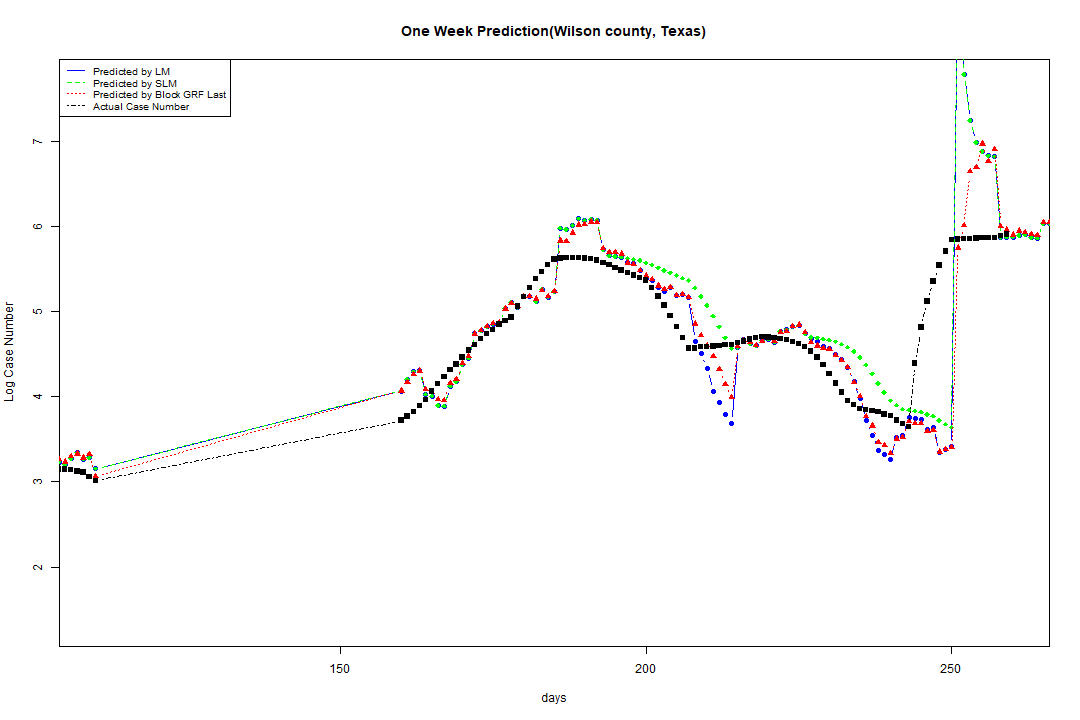 One Week Prediction(Wilson county, Texas)
Predicted by LM
Predicted by SLM
Predicted by Block GRF Last
Actual Case Number
Log Case Number
7
6
5
4
3
2
150
200
250
days